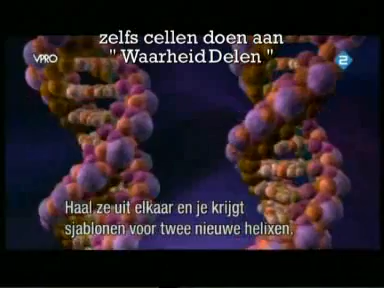 zelfs cellen doen aan
" WaarheidDelen "
VPRO
2
Haal ze uit elkaar en je krijgt
sjablonen voor twee nieuwe helixen.